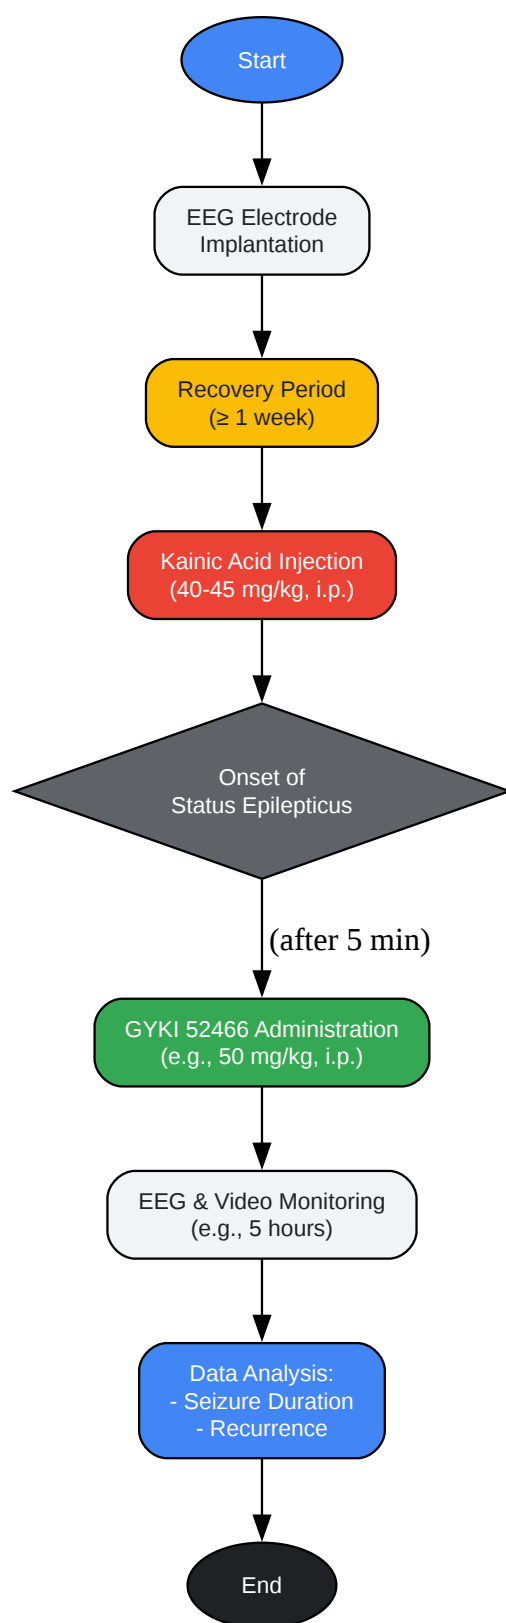 Start
EEG Electrode
Implantation
Recovery Period
(≥ 1 week)
Kainic Acid Injection
(40-45 mg/kg, i.p.)
Onset of
Status Epilepticus
(after 5 min)
GYKI 52466 Administration
(e.g., 50 mg/kg, i.p.)
EEG & Video Monitoring
(e.g., 5 hours)
Data Analysis:
- Seizure Duration
- Recurrence
End